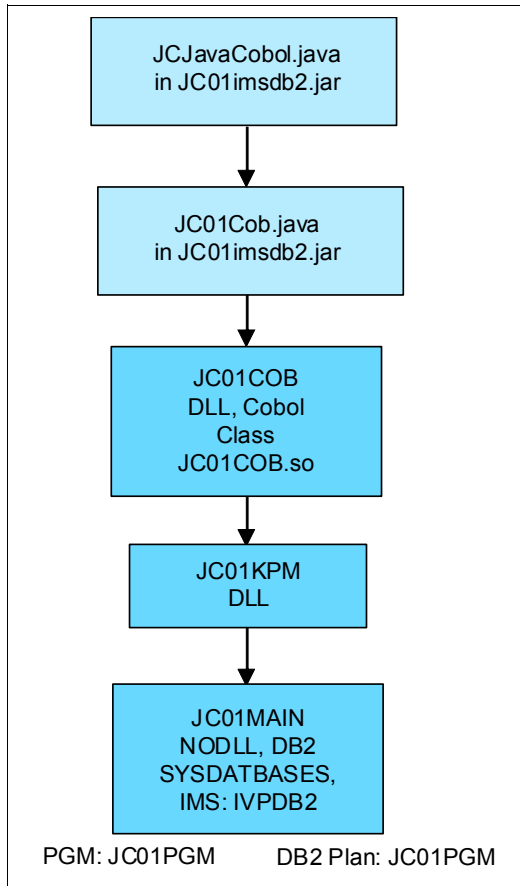 JCJavaCobol.java
in JC01imsdb2.jar
JC01Cob.java
in JC01imsdb2.jar
JC01COB
DLL, Cobol
Class
JC01COB.so
JC01KPM
DLL
JC01MAIN
NODLL, DB2
SYSDATBASES,
IMS: IVPDB2
PGM: JC01PGM DB2 Plan: JC01PGM